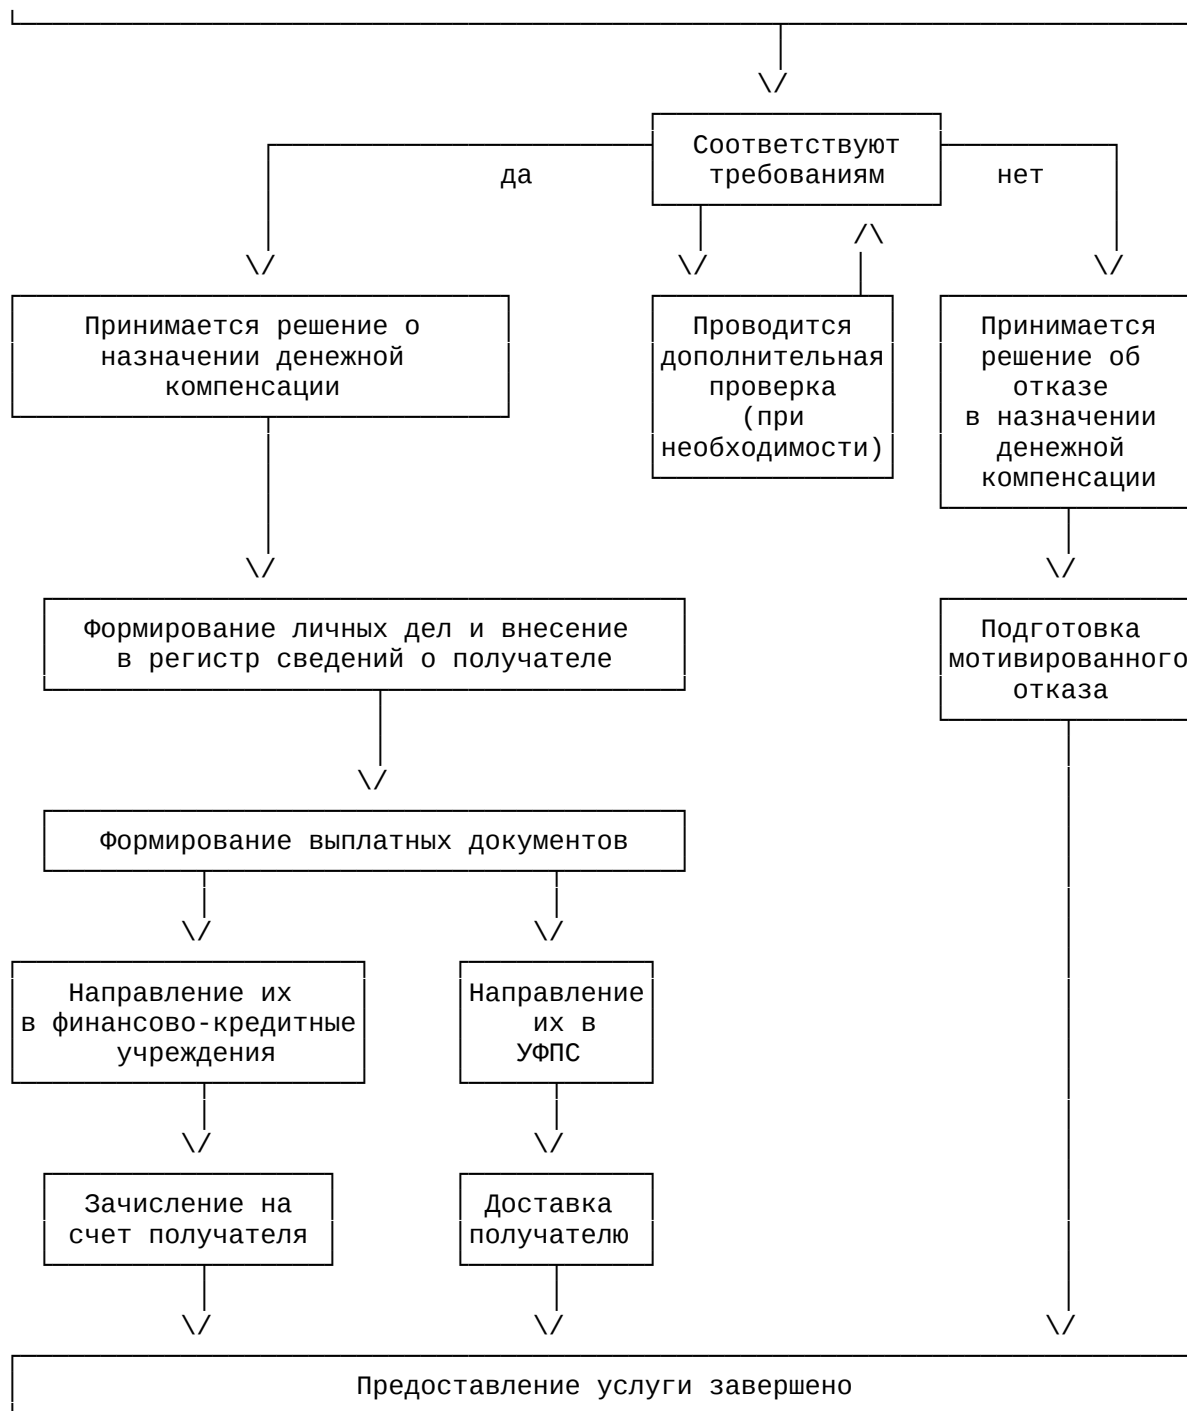 Соответствуют
требованиям
да
нет
Принимается решение о
назначении денежной
компенсации
Проводится
дополнительная
проверка
(при
необходимости)
Принимается
решение об
отказе
в назначении
денежной
компенсации
Формирование личных дел и внесение
в регистр сведений о получателе
Подготовка
мотивированного
отказа
Формирование выплатных документов
Направление их
в финансово-кредитные
учреждения
Направление
их в
УФПС
Зачисление на
счет получателя
Доставка
получателю
Предоставление услуги завершено